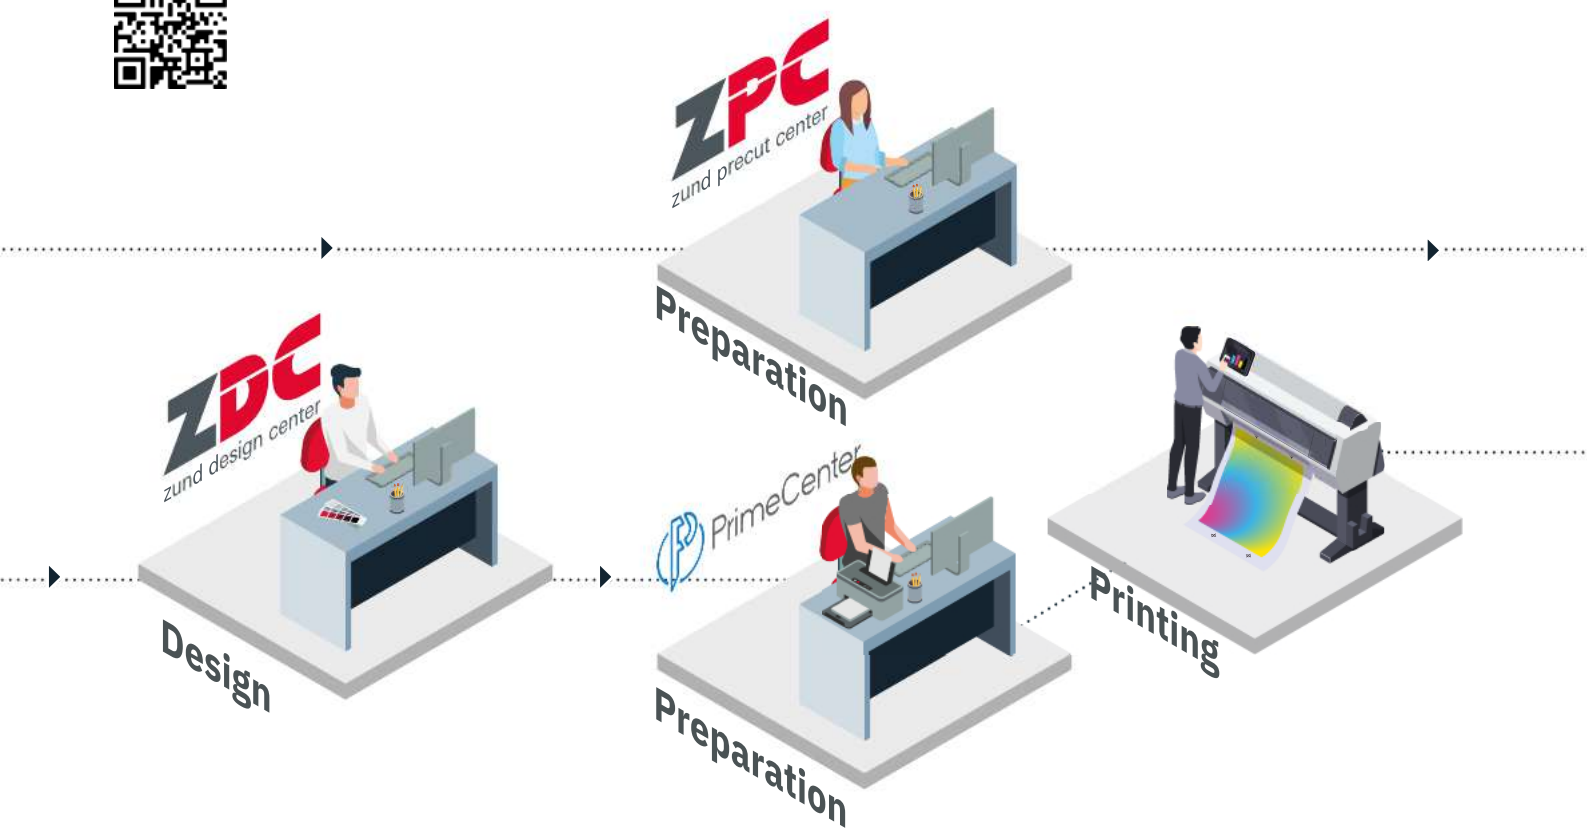 ZPC
zund precut center
Preparation
ZDC
zund design center
Design
PrimeCenter
Preparation
Printing